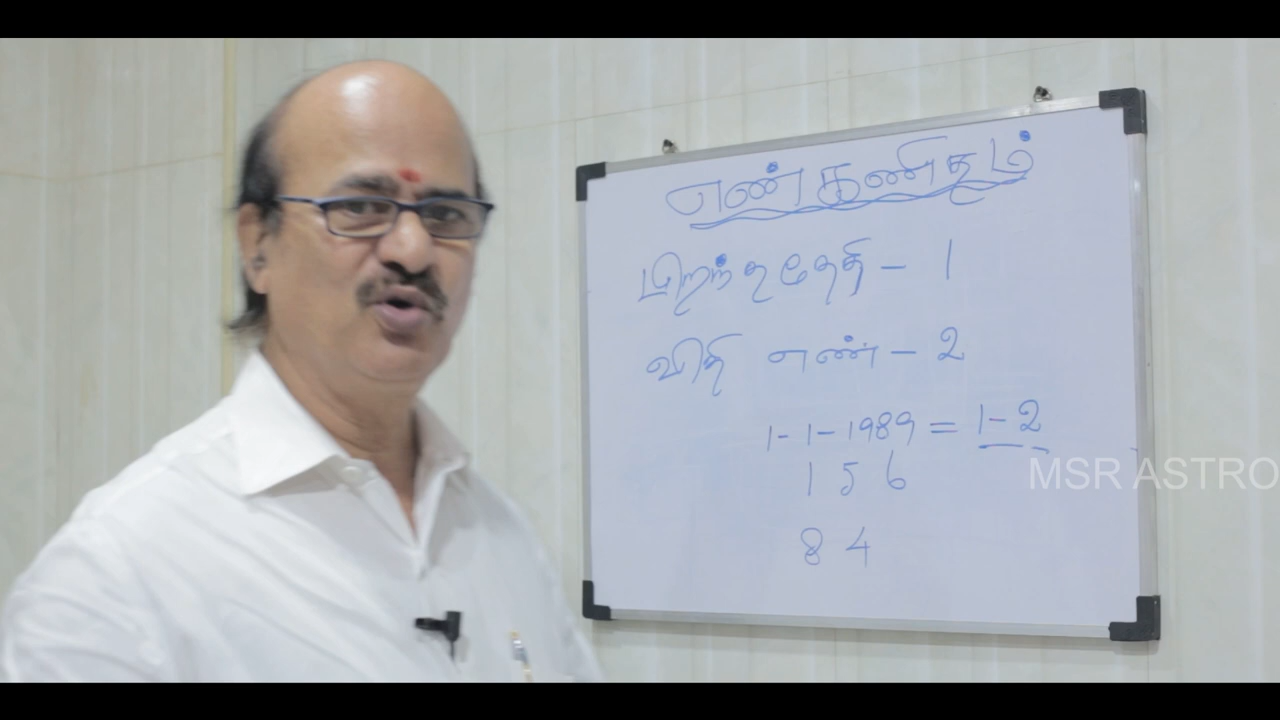 எண் கணிதம்
பிறந்த தேதி - 1
விதி எண் - 2
1-1-1989 = 1-2
1 5 6
8 4
MSR ASTRO